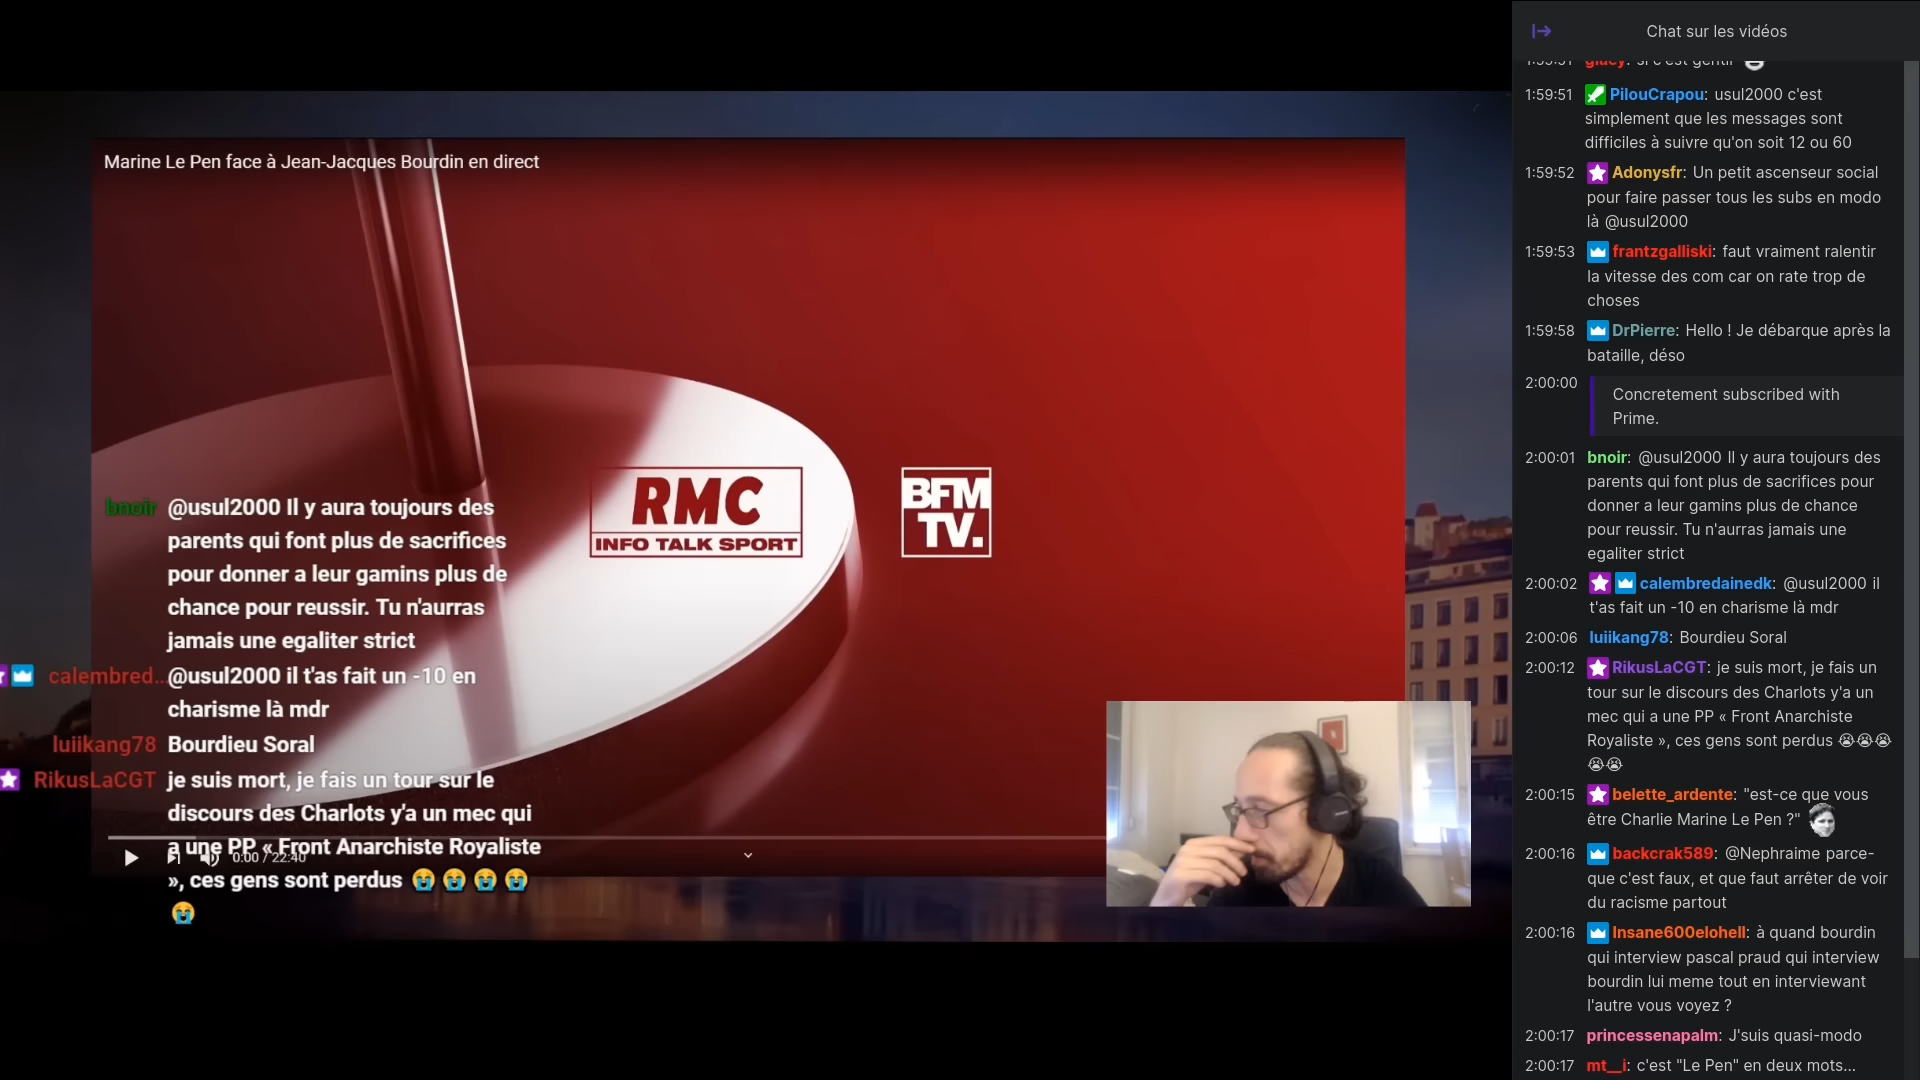 Marine Le Pen face à Jean-Jacques Bourdin en direct
RMC
INFO TALK SPORT
BFM
TV.
bnoir @usul2000 Il y aura toujours des
parents qui font plus de sacrifices
pour donner a leur gamins plus de
chance pour reussir. Tu n'aurras
jamais une egaliter strict
calembred... @usul2000 il t'as fait un -10 en
charisme là mdr
luiikang78 Bourdieu Soral
RikusLaCGT je suis mort, je fais un tour sur le
discours des Charlots y'a un mec qui
a une PP « Front Anarchiste Royaliste
», ces gens sont perdus 😭 😭 😭 😭
😭
0:00 / 22:40
Chat sur les vidéos
1:59:51 glacy: si c'est gentil
1:59:51 PilouCrapou: usul2000 c'est
simplement que les messages sont
difficiles à suivre qu'on soit 12 ou 60
1:59:52 Adonysfr: Un petit ascenseur social
pour faire passer tous les subs en modo
là @usul2000
1:59:53 frantzgalliski: faut vraiment ralentir
la vitesse des com car on rate trop de
choses
1:59:58 DrPierre: Hello ! Je débarque après la
bataille, déso
2:00:00 Concretement subscribed with
Prime.
2:00:01 bnoir: @usul2000 Il y aura toujours des
parents qui font plus de sacrifices pour
donner a leur gamins plus de chance
pour reussir. Tu n'aurras jamais une
egaliter strict
2:00:02 calembredainedk: @usul2000 il
t'as fait un -10 en charisme là mdr
2:00:06 luiikang78: Bourdieu Soral
2:00:12 RikusLaCGT: je suis mort, je fais un
tour sur le discours des Charlots y'a un
mec qui a une PP « Front Anarchiste
Royaliste », ces gens sont perdus 😭😭😭
😭😭
2:00:15 belette_ardente: "est-ce que vous
être Charlie Marine Le Pen ?"
2:00:16 backcrak589: @Nephraime parce-
que c'est faux, et que faut arrêter de voir
du racisme partout
2:00:16 Insane600elohell: à quand bourdin
qui interview pascal praud qui interview
bourdin lui meme tout en interviewant
l'autre vous voyez ?
2:00:17 princessenapalm: J'suis quasi-modo
2:00:17 mt__i: c'est "Le Pen" en deux mots...